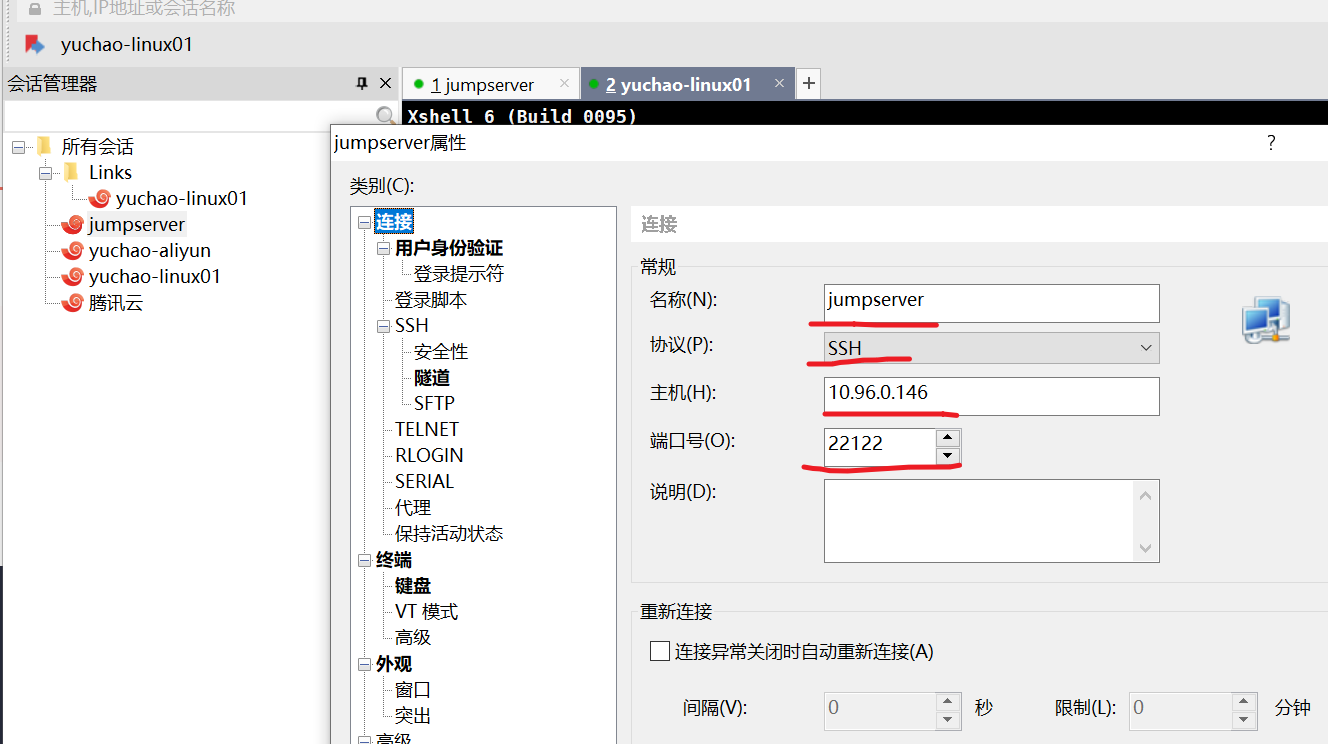 主机,IP地址或会话名称
yuchao-linux01
会话管理器
1 jumpserver
2 yuchao-linux01
Xshell 6 (Build 0095)
所有会话
Links
yuchao-linux01
jumpserver
yuchao-aliyun
yuchao-linux01
腾讯云
jumpserver属性
?
类别(C):
连接
用户身份验证
登录提示符
登录脚本
SSH
安全性
隧道
SFTP
TELNET
RLOGIN
SERIAL
代理
保持活动状态
终端
键盘
VT 模式
高级
外观
窗口
突出
高级
连接
常规
名称(N):
jumpserver
协议(P):
SSH
主机(H):
10.96.0.146
端口号(O):
22122
说明(D):
重新连接
连接异常关闭时自动重新连接(A)
间隔(V):
0
秒
限制(L):
0
分钟